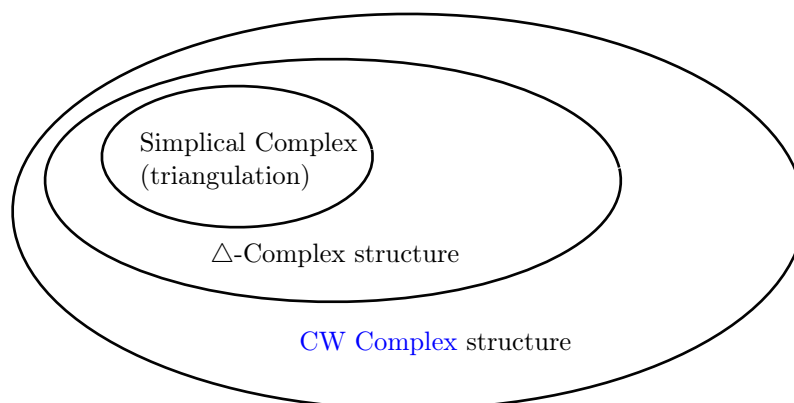 Simplical Complex
(triangulation)
△-Complex structure
CW Complex structure